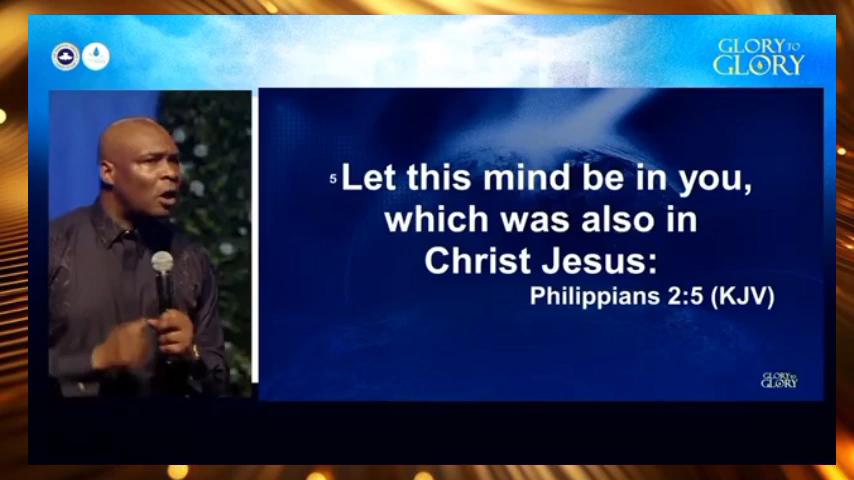 GLORY TO
GLORY
5 Let this mind be in you,
which was also in
Christ Jesus:
Philippians 2:5 (KJV)
GLORY TO
GLORY